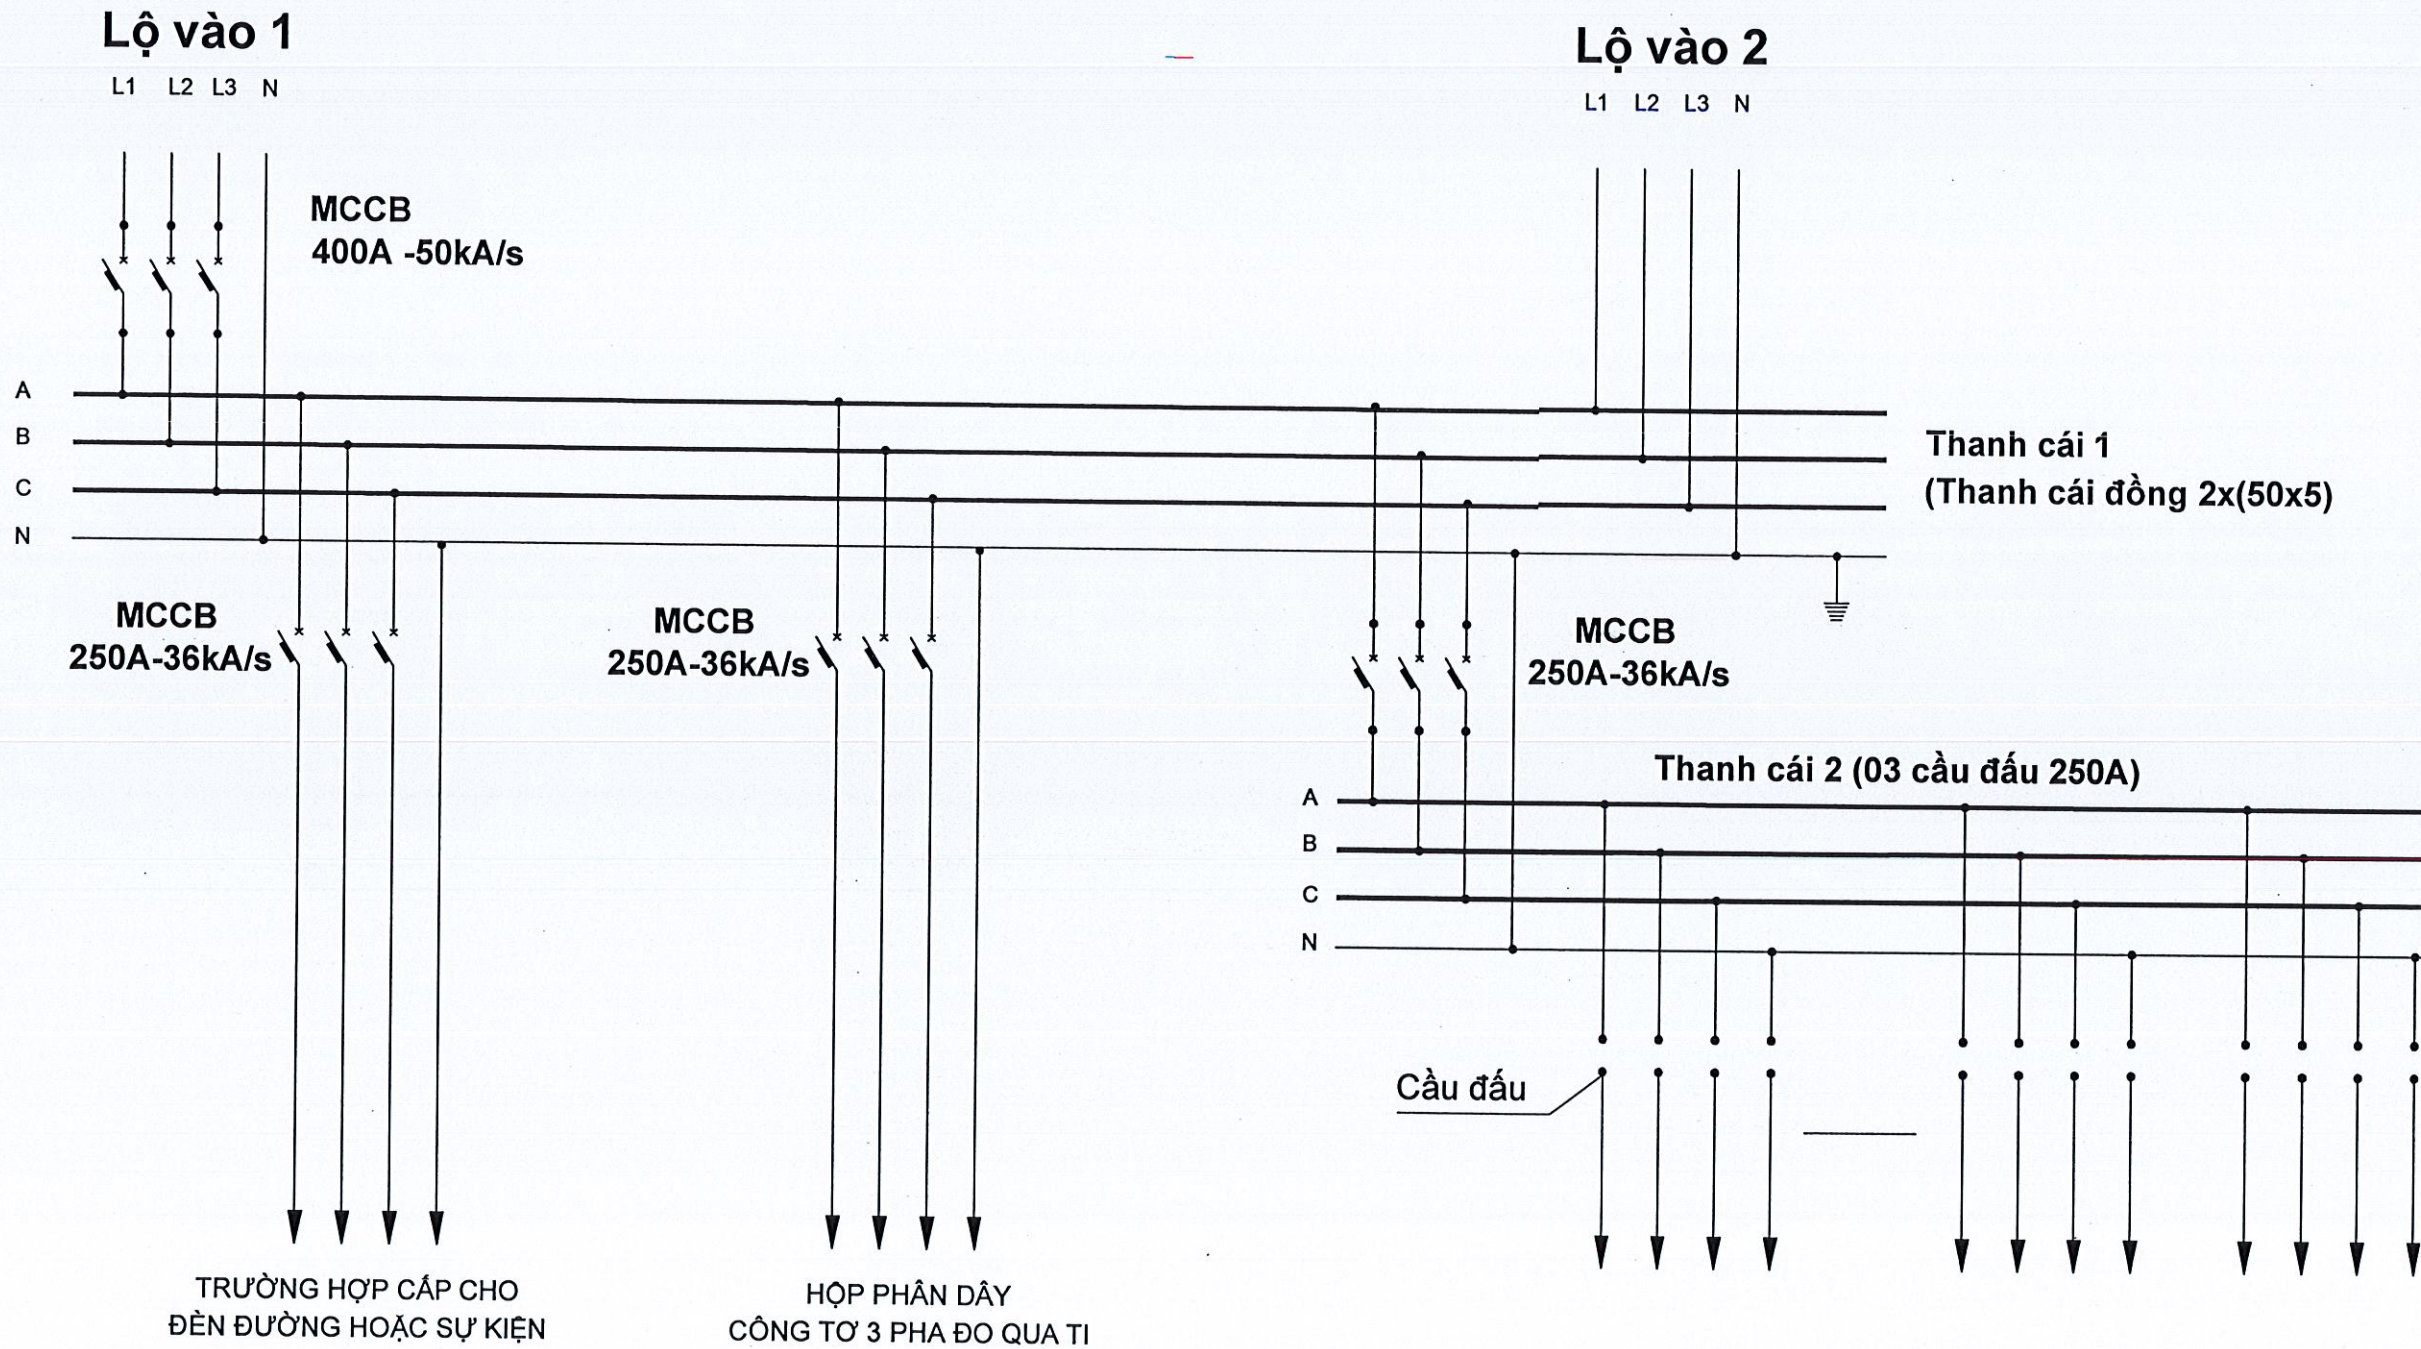 Lộ vào 1
L1 L2 L3 N
MCCB
400A -50kA/s
Lộ vào 2
L1 L2 L3 N
A
B
C
N
Thanh cái 1
(Thanh cái đồng 2x(50x5)
MCCB
250A-36kA/s
MCCB
250A-36kA/s
MCCB
250A-36kA/s
Thanh cái 2 (03 cầu đấu 250A)
A
B
C
N
Cầu đấu
TRƯỜNG HỢP CẤP CHO
ĐÈN ĐƯỜNG HOẶC SỰ KIỆN
HỘP PHÂN DÂY
CÔNG TƠ 3 PHA ĐO QUA TI